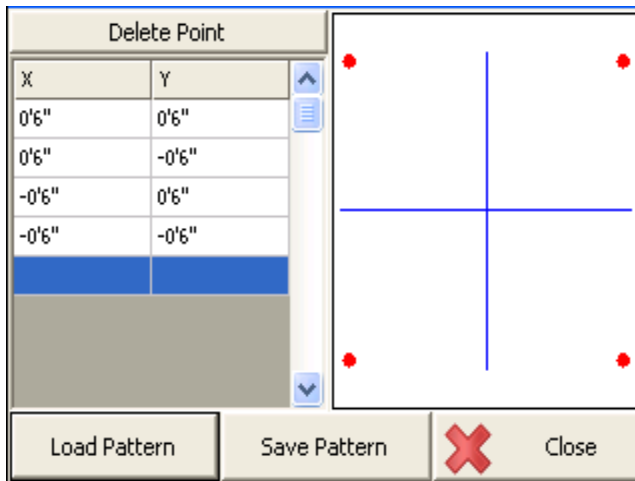 Delete Point
X Y
0'6" 0'6"
0'6" -0'6"
-0'6" 0'6"
-0'6" -0'6"
Load Pattern Save Pattern Close